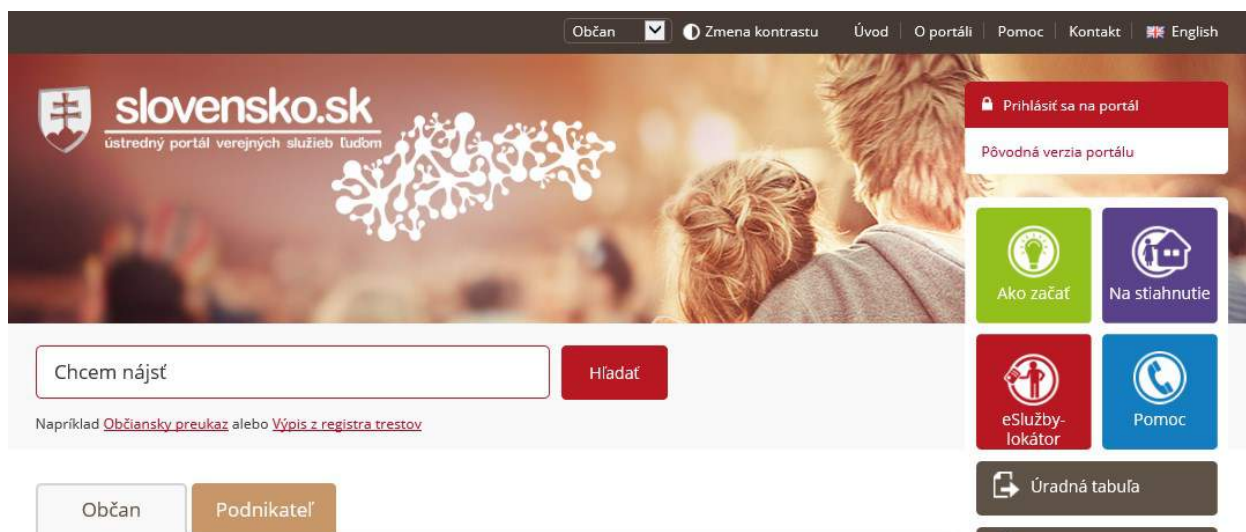 Občan
Zmena kontrastu
Úvod
O portáli
Pomoc
Kontakt
English
slovensko.sk
ústredný portál verejných služieb ľuďom
Prihlásiť sa na portál
Pôvodná verzia portálu
Ako začať
Na stiahnutie
Chcem nájsť
Hľadať
Napríklad Občiansky preukaz alebo Výpis z registra trestov
eSlužby-
lokátor
Pomoc
Úradná tabuľa
Občan
Podnikateľ